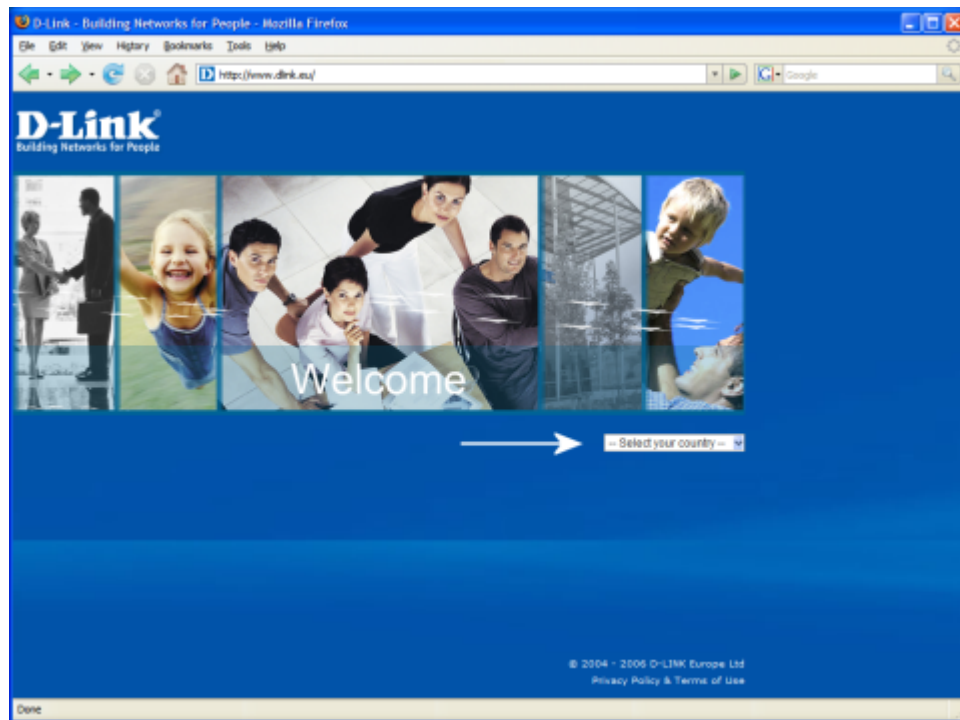 D-Link - Building Networks for People - Mozilla Firefox
File Edit View History Bookmarks Tools Help
http://www.dlink.eu/
Google
D-Link
Building Networks for People
Welcome
-- Select your country --
© 2004 - 2006 D-LINK Europe Ltd
Privacy Policy & Terms of Use
Done